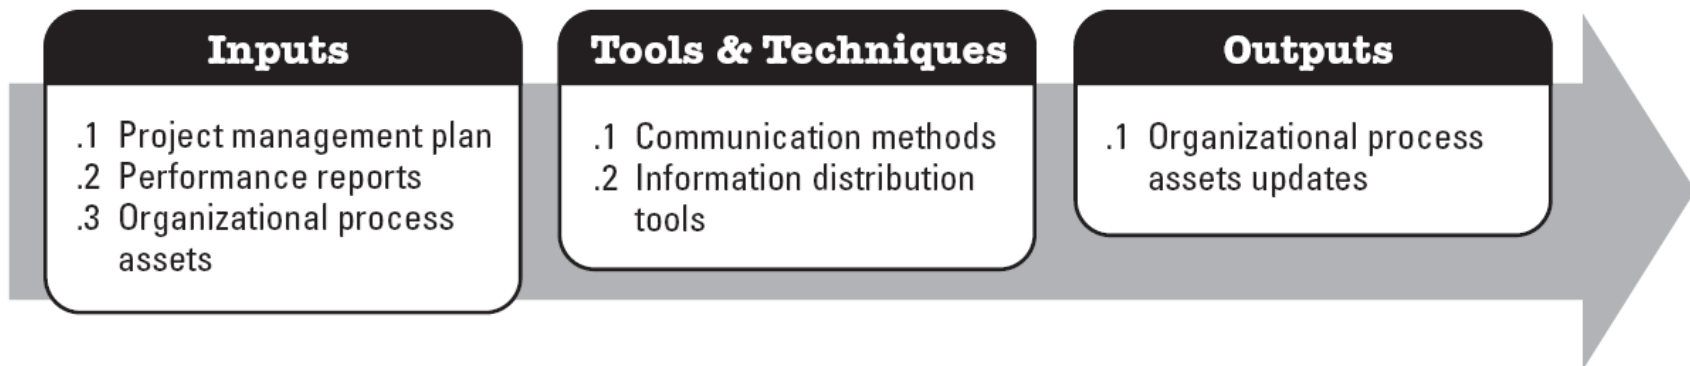 Inputs
.1 Project management plan
.2 Performance reports
.3 Organizational process
assets
Tools & Techniques
.1 Communication methods
.2 Information distribution
tools
Outputs
.1 Organizational process
assets updates